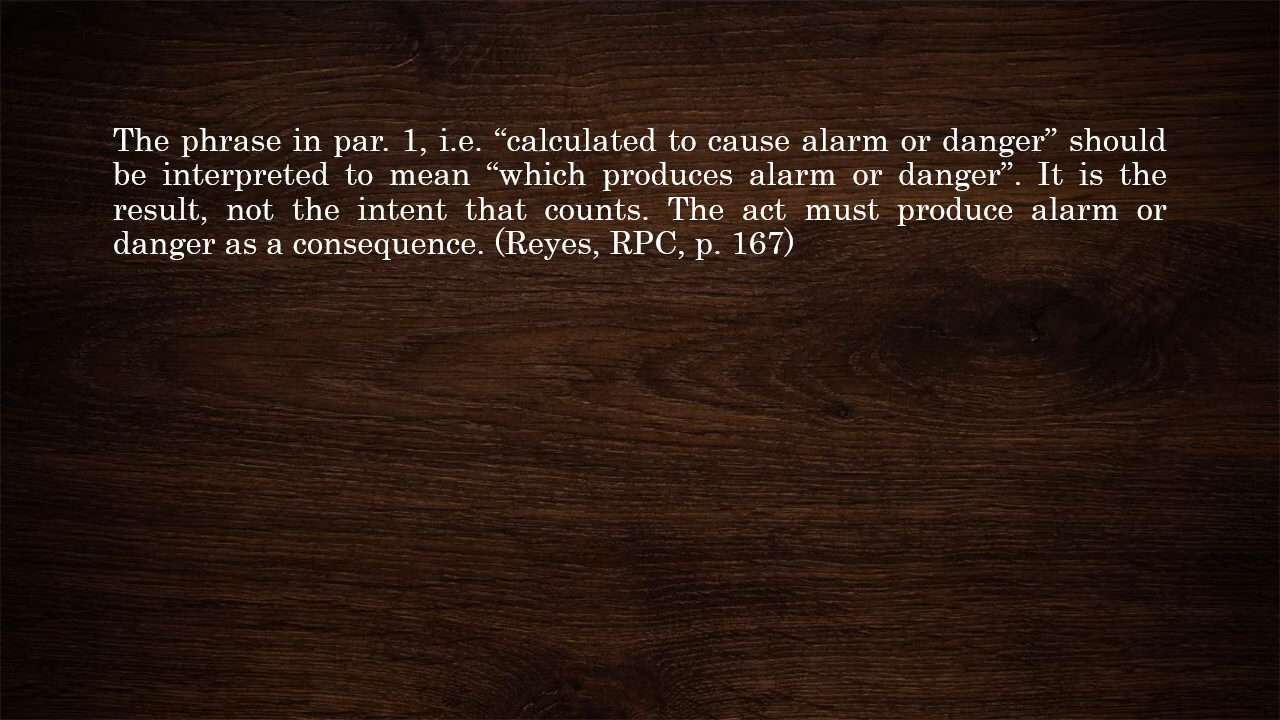 The phrase in par. 1, i.e. “calculated to cause alarm or danger” should
be interpreted to mean “which produces alarm or danger”. It is the
result, not the intent that counts. The act must produce alarm or
danger as a consequence. (Reyes, RPC, p. 167)